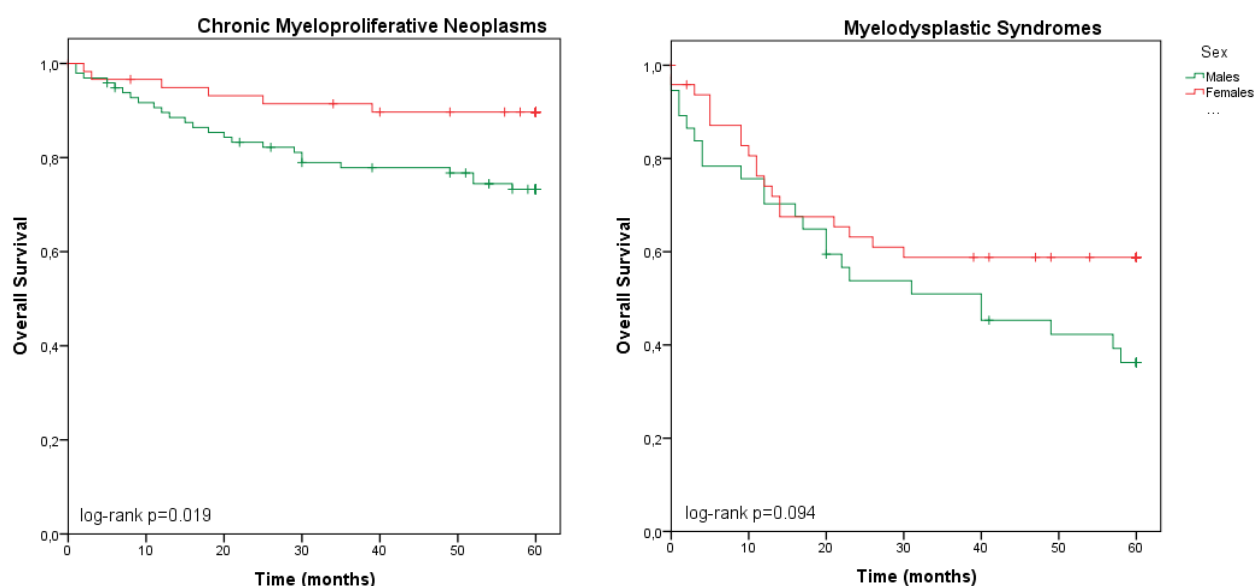 Chronic Myeloproliferative Neoplasms
Overall Survival
1,0
0,8
0,6
0,4
0,2
0,0
log-rank p=0.019
0 10 20 30 40 50 60
Time (months)
Myelodysplastic Syndromes
Overall Survival
1,0
0,8
0,6
0,4
0,2
0,0
log-rank p=0.094
0 10 20 30 40 50 60
Time (months)
Sex
Males
Females
...